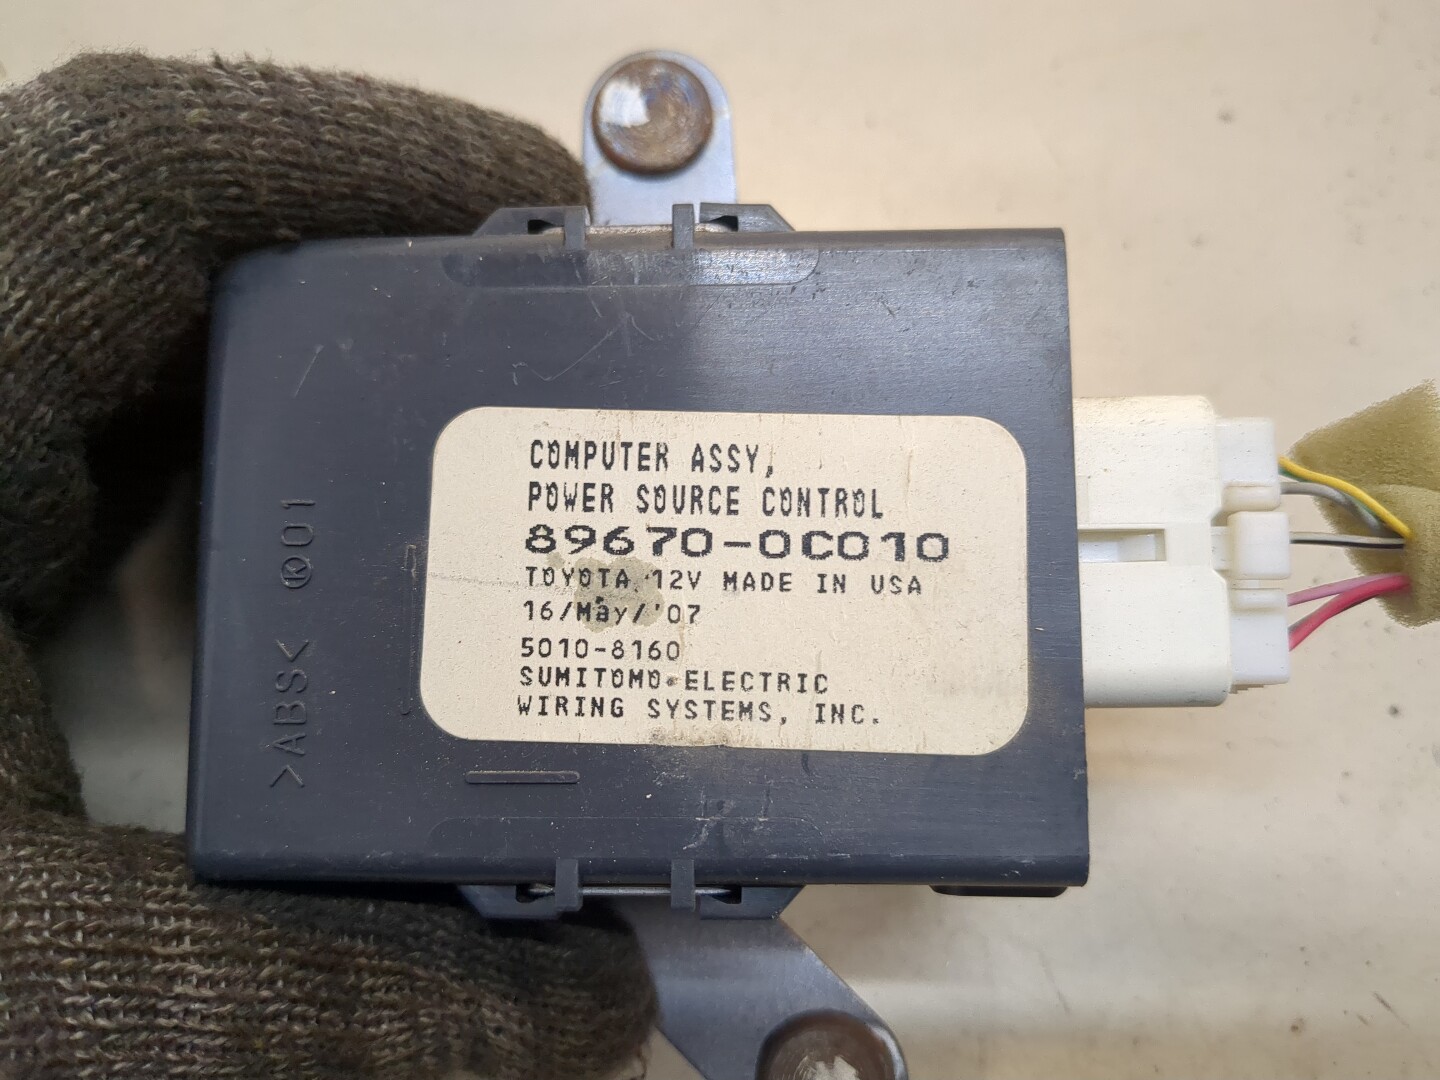 COMPUTER ASSY,
POWER SOURCE CONTROL
89670-0C010
TOYOTA 12V MADE IN USA
16/May/'07
5010-8160
SUMITOMO ELECTRIC
WIRING SYSTEMS, INC.
>ABS< Ⓚ001